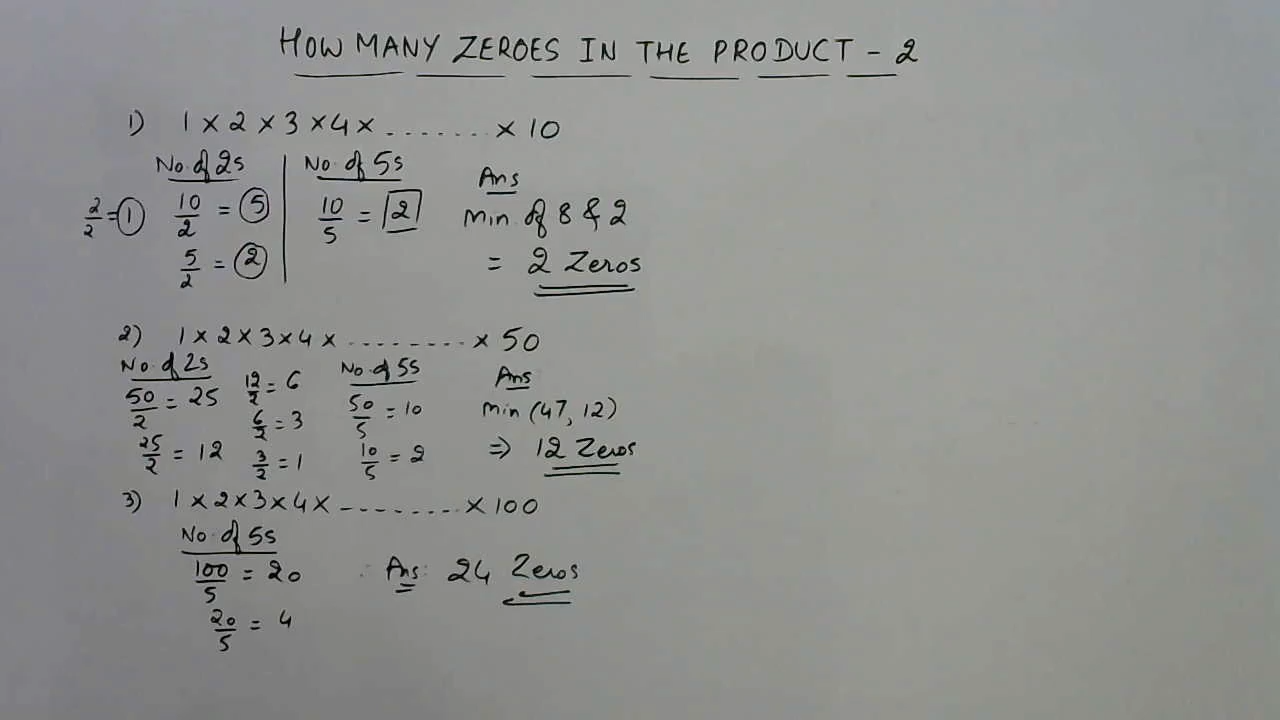 HOW MANY ZEROES IN THE PRODUCT - 2
1) 1 × 2 × 3 × 4 × ........ × 10
No. of 2s
2/2 = 1
10/2 = 5
5/2 = 2
No. of 5s
10/5 = 2
Ans
Min of 8 & 2
= 2 Zeros
2) 1 × 2 × 3 × 4 × ......... × 50
No. of 2s
50/2 = 25
25/2 = 12
12/2 = 6
6/2 = 3
3/2 = 1
No. of 5s
50/5 = 10
10/5 = 2
Ans
min (47, 12)
⇒ 12 Zeros
3) 1 × 2 × 3 × 4 × --------- × 100
No. of 5s
100/5 = 20
20/5 = 4
Ans: 24 Zeros